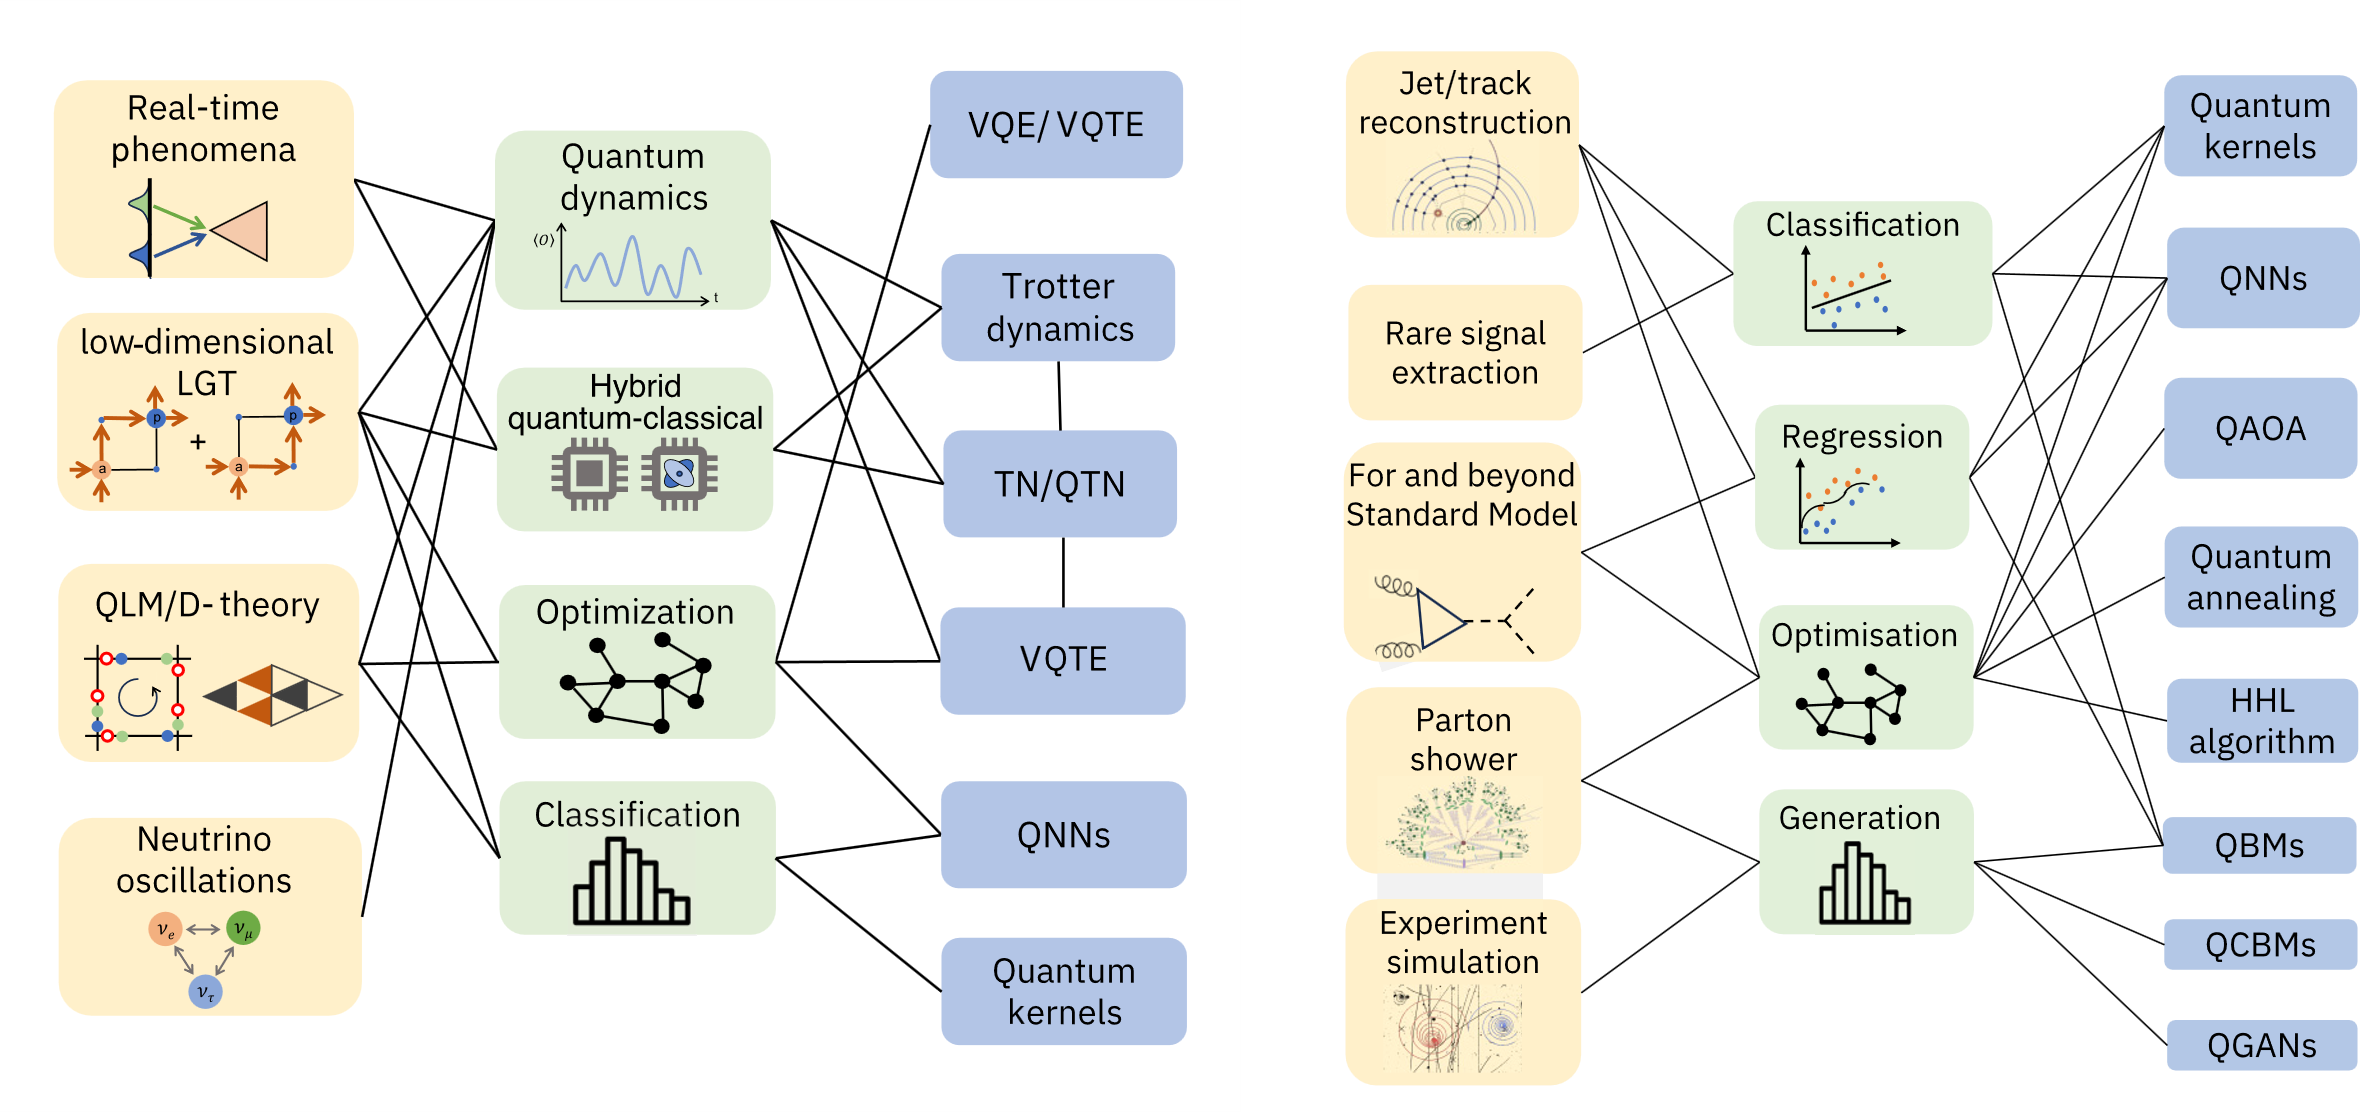 Real-time
phenomena
low-dimensional
LGT
p
a
+
p
a
QLM/D- theory
Neutrino
oscillations
νe
νμ
ντ
Quantum
dynamics
⟨O⟩
t
Hybrid
quantum-classical
Optimization
Classification
VQE/ VQTE
Trotter
dynamics
TN/QTN
VQTE
QNNs
Quantum
kernels
Jet/track
reconstruction
Rare signal
extraction
For and beyond
Standard Model
Parton
shower
Experiment
simulation
Classification
Regression
Optimisation
Generation
Quantum
kernels
QNNs
QAOA
Quantum
annealing
HHL
algorithm
QBMs
QCBMs
QGANs